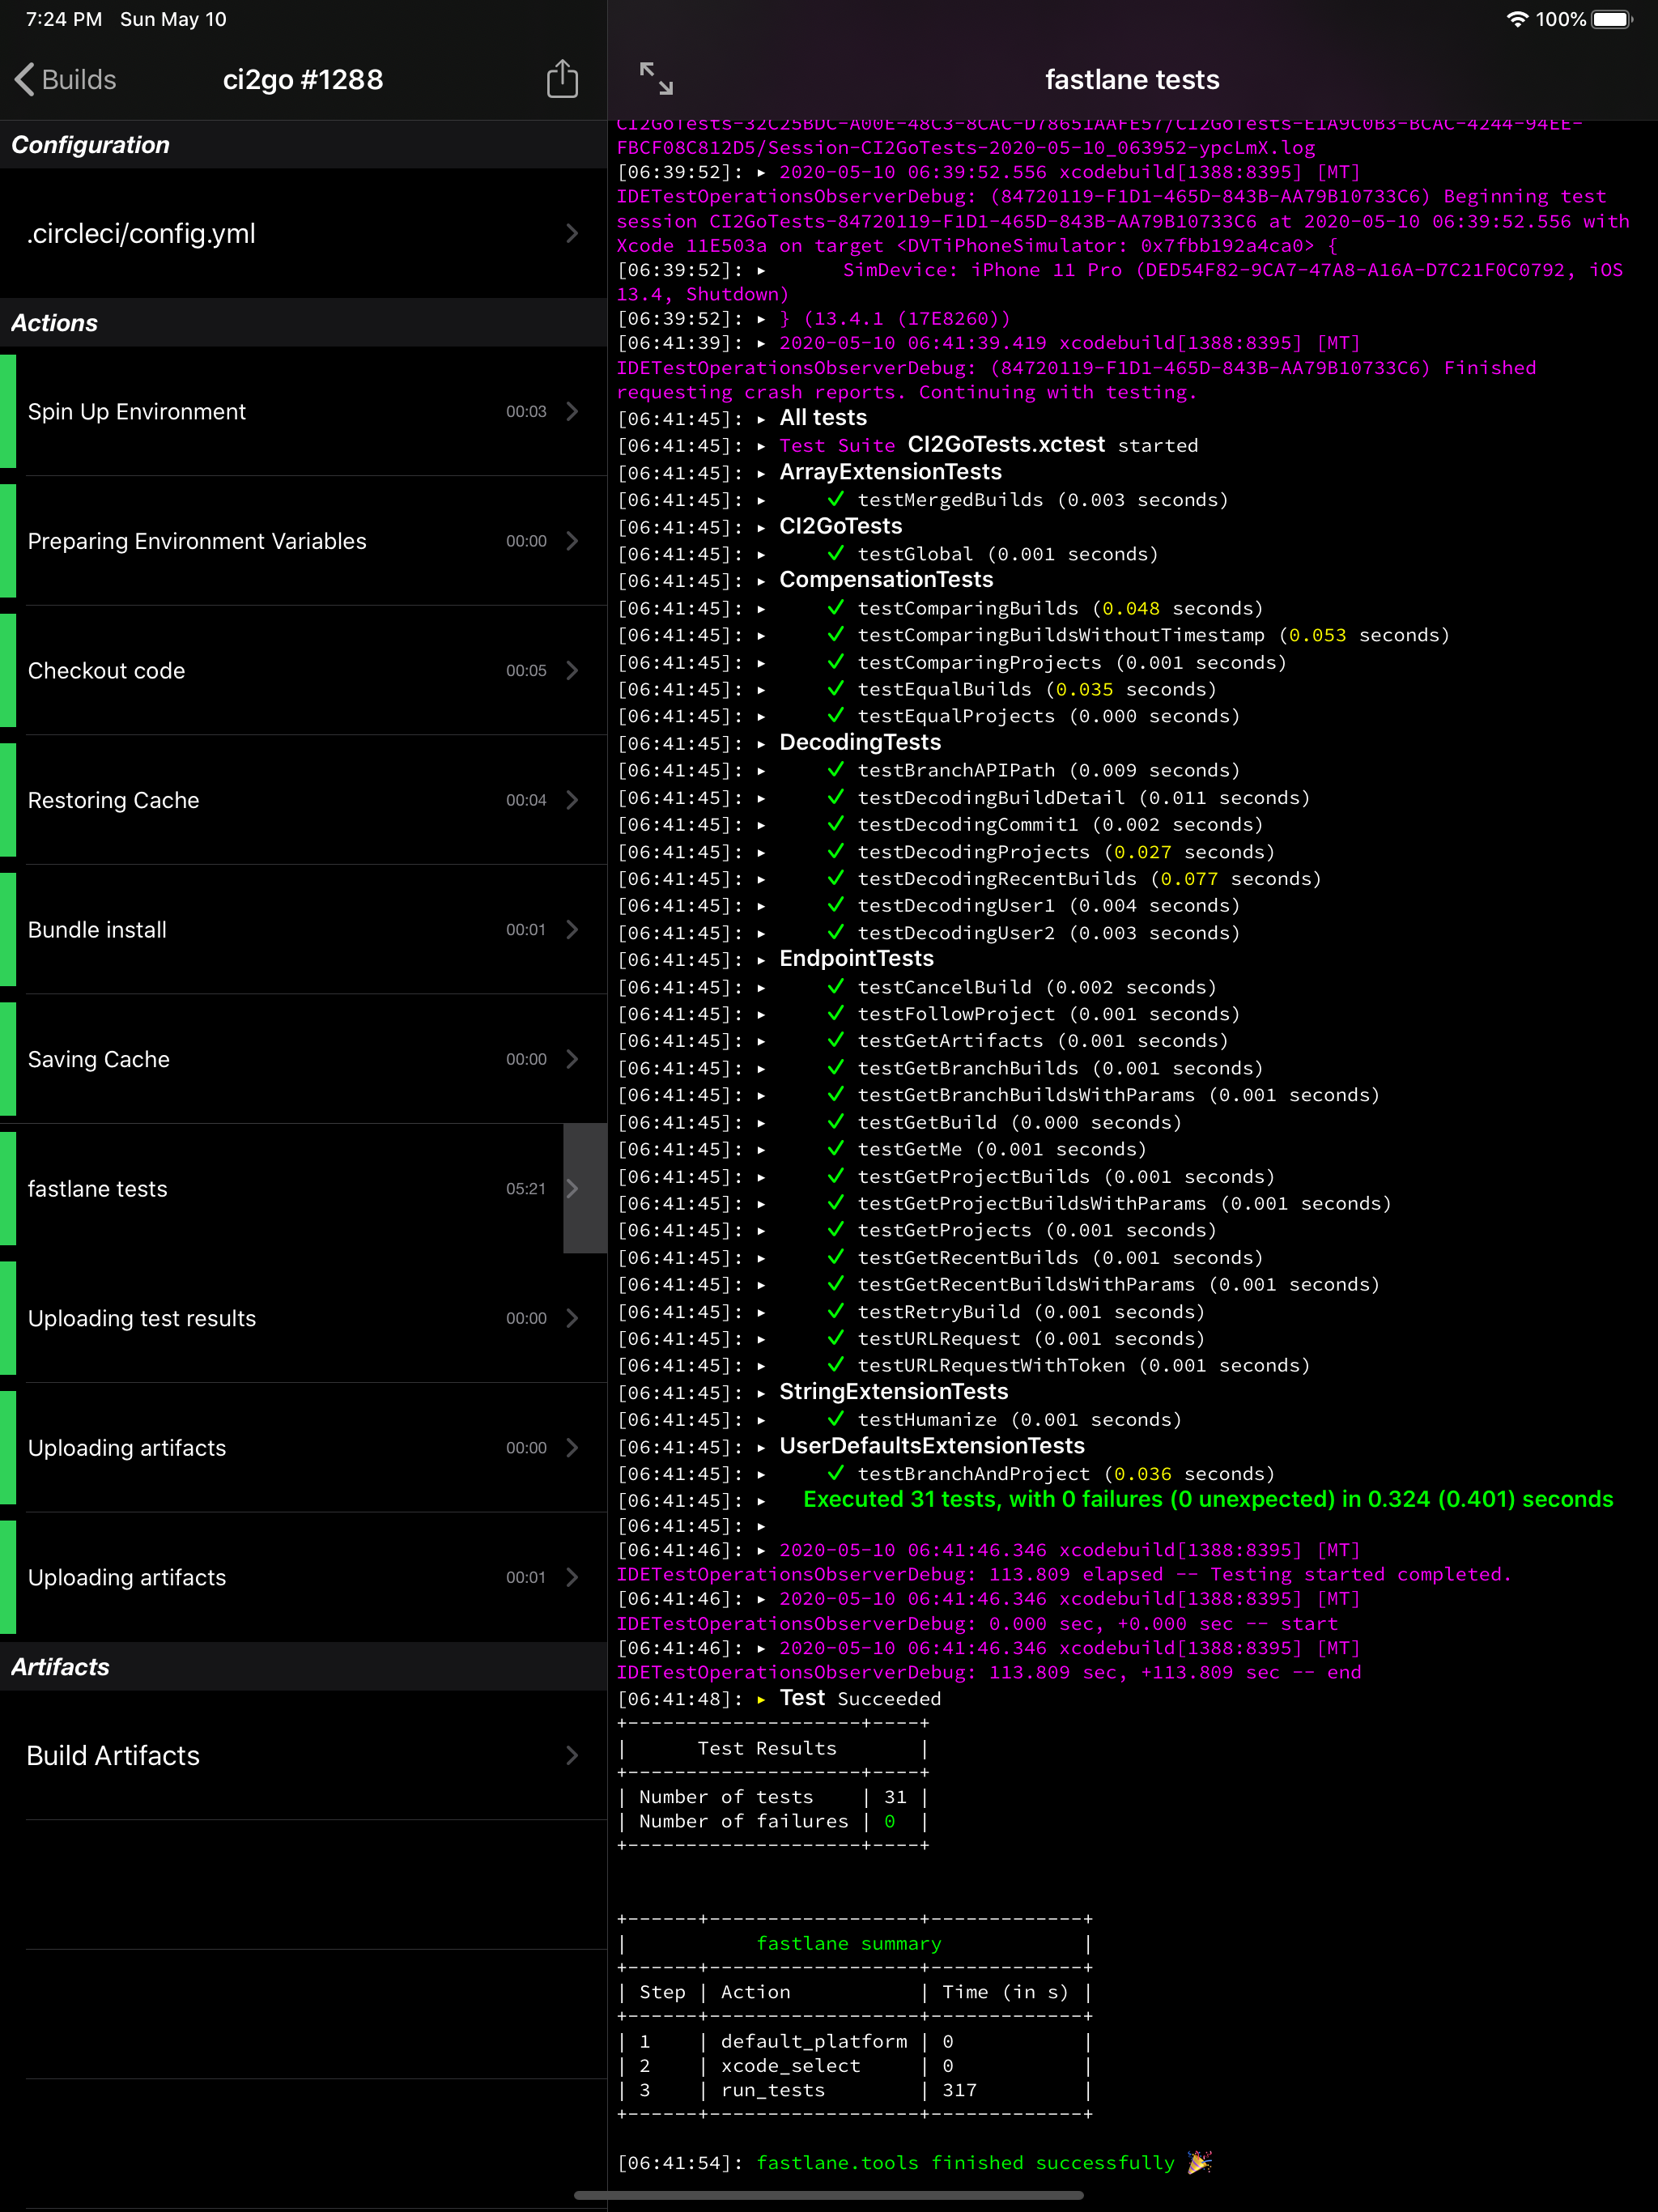 7:24 PM Sun May 10
100%
Builds
ci2go #1288
Configuration
.circleci/config.yml
Actions
Spin Up Environment 00:03
Preparing Environment Variables 00:00
Checkout code 00:05
Restoring Cache 00:04
Bundle install 00:01
Saving Cache 00:00
fastlane tests 05:21
Uploading test results 00:00
Uploading artifacts 00:00
Uploading artifacts 00:01
Artifacts
Build Artifacts
fastlane tests
CI2GoTests-32C25BDC-A00E-48C3-8CAC-D78651AAFE57/CI2GoTests-E1A9C0B3-BCAC-4244-94EE-
FBCF08C812D5/Session-CI2GoTests-2020-05-10_063952-ypcLmX.log
[06:39:52]: ▸ 2020-05-10 06:39:52.556 xcodebuild[1388:8395] [MT]
IDETestOperationsObserverDebug: (84720119-F1D1-465D-843B-AA79B10733C6) Beginning test
session CI2GoTests-84720119-F1D1-465D-843B-AA79B10733C6 at 2020-05-10 06:39:52.556 with
Xcode 11E503a on target <DVTiPhoneSimulator: 0x7fbb192a4ca0> {
[06:39:52]: ▸ SimDevice: iPhone 11 Pro (DED54F82-9CA7-47A8-A16A-D7C21F0C0792, iOS
13.4, Shutdown)
[06:39:52]: ▸ } (13.4.1 (17E8260))
[06:41:39]: ▸ 2020-05-10 06:41:39.419 xcodebuild[1388:8395] [MT]
IDETestOperationsObserverDebug: (84720119-F1D1-465D-843B-AA79B10733C6) Finished
requesting crash reports. Continuing with testing.
[06:41:45]: ▸ All tests
[06:41:45]: ▸ Test Suite CI2GoTests.xctest started
[06:41:45]: ▸ ArrayExtensionTests
[06:41:45]: ▸ ✓ testMergedBuilds (0.003 seconds)
[06:41:45]: ▸ CI2GoTests
[06:41:45]: ▸ ✓ testGlobal (0.001 seconds)
[06:41:45]: ▸ CompensationTests
[06:41:45]: ▸ ✓ testComparingBuilds (0.048 seconds)
[06:41:45]: ▸ ✓ testComparingBuildsWithoutTimestamp (0.053 seconds)
[06:41:45]: ▸ ✓ testComparingProjects (0.001 seconds)
[06:41:45]: ▸ ✓ testEqualBuilds (0.035 seconds)
[06:41:45]: ▸ ✓ testEqualProjects (0.000 seconds)
[06:41:45]: ▸ DecodingTests
[06:41:45]: ▸ ✓ testBranchAPIPath (0.009 seconds)
[06:41:45]: ▸ ✓ testDecodingBuildDetail (0.011 seconds)
[06:41:45]: ▸ ✓ testDecodingCommit1 (0.002 seconds)
[06:41:45]: ▸ ✓ testDecodingProjects (0.027 seconds)
[06:41:45]: ▸ ✓ testDecodingRecentBuilds (0.077 seconds)
[06:41:45]: ▸ ✓ testDecodingUser1 (0.004 seconds)
[06:41:45]: ▸ ✓ testDecodingUser2 (0.003 seconds)
[06:41:45]: ▸ EndpointTests
[06:41:45]: ▸ ✓ testCancelBuild (0.002 seconds)
[06:41:45]: ▸ ✓ testFollowProject (0.001 seconds)
[06:41:45]: ▸ ✓ testGetArtifacts (0.001 seconds)
[06:41:45]: ▸ ✓ testGetBranchBuilds (0.001 seconds)
[06:41:45]: ▸ ✓ testGetBranchBuildsWithParams (0.001 seconds)
[06:41:45]: ▸ ✓ testGetBuild (0.000 seconds)
[06:41:45]: ▸ ✓ testGetMe (0.001 seconds)
[06:41:45]: ▸ ✓ testGetProjectBuilds (0.001 seconds)
[06:41:45]: ▸ ✓ testGetProjectBuildsWithParams (0.001 seconds)
[06:41:45]: ▸ ✓ testGetProjects (0.001 seconds)
[06:41:45]: ▸ ✓ testGetRecentBuilds (0.001 seconds)
[06:41:45]: ▸ ✓ testGetRecentBuildsWithParams (0.001 seconds)
[06:41:45]: ▸ ✓ testRetryBuild (0.001 seconds)
[06:41:45]: ▸ ✓ testURLRequest (0.001 seconds)
[06:41:45]: ▸ ✓ testURLRequestWithToken (0.001 seconds)
[06:41:45]: ▸ StringExtensionTests
[06:41:45]: ▸ ✓ testHumanize (0.001 seconds)
[06:41:45]: ▸ UserDefaultsExtensionTests
[06:41:45]: ▸ ✓ testBranchAndProject (0.036 seconds)
[06:41:45]: ▸ Executed 31 tests, with 0 failures (0 unexpected) in 0.324 (0.401) seconds
[06:41:45]: ▸
[06:41:46]: ▸ 2020-05-10 06:41:46.346 xcodebuild[1388:8395] [MT]
IDETestOperationsObserverDebug: 113.809 elapsed -- Testing started completed.
[06:41:46]: ▸ 2020-05-10 06:41:46.346 xcodebuild[1388:8395] [MT]
IDETestOperationsObserverDebug: 0.000 sec, +0.000 sec -- start
[06:41:46]: ▸ 2020-05-10 06:41:46.346 xcodebuild[1388:8395] [MT]
IDETestOperationsObserverDebug: 113.809 sec, +113.809 sec -- end
[06:41:48]: ▸ Test Succeeded
+--------------------+----+
| Test Results |
+--------------------+----+
| Number of tests | 31 |
| Number of failures | 0 |
+--------------------+----+
+------+------------------+-------------+
| fastlane summary |
+------+------------------+-------------+
| Step | Action | Time (in s) |
+------+------------------+-------------+
| 1 | default_platform | 0 |
| 2 | xcode_select | 0 |
| 3 | run_tests | 317 |
+------+------------------+-------------+
[06:41:54]: fastlane.tools finished successfully 🎉